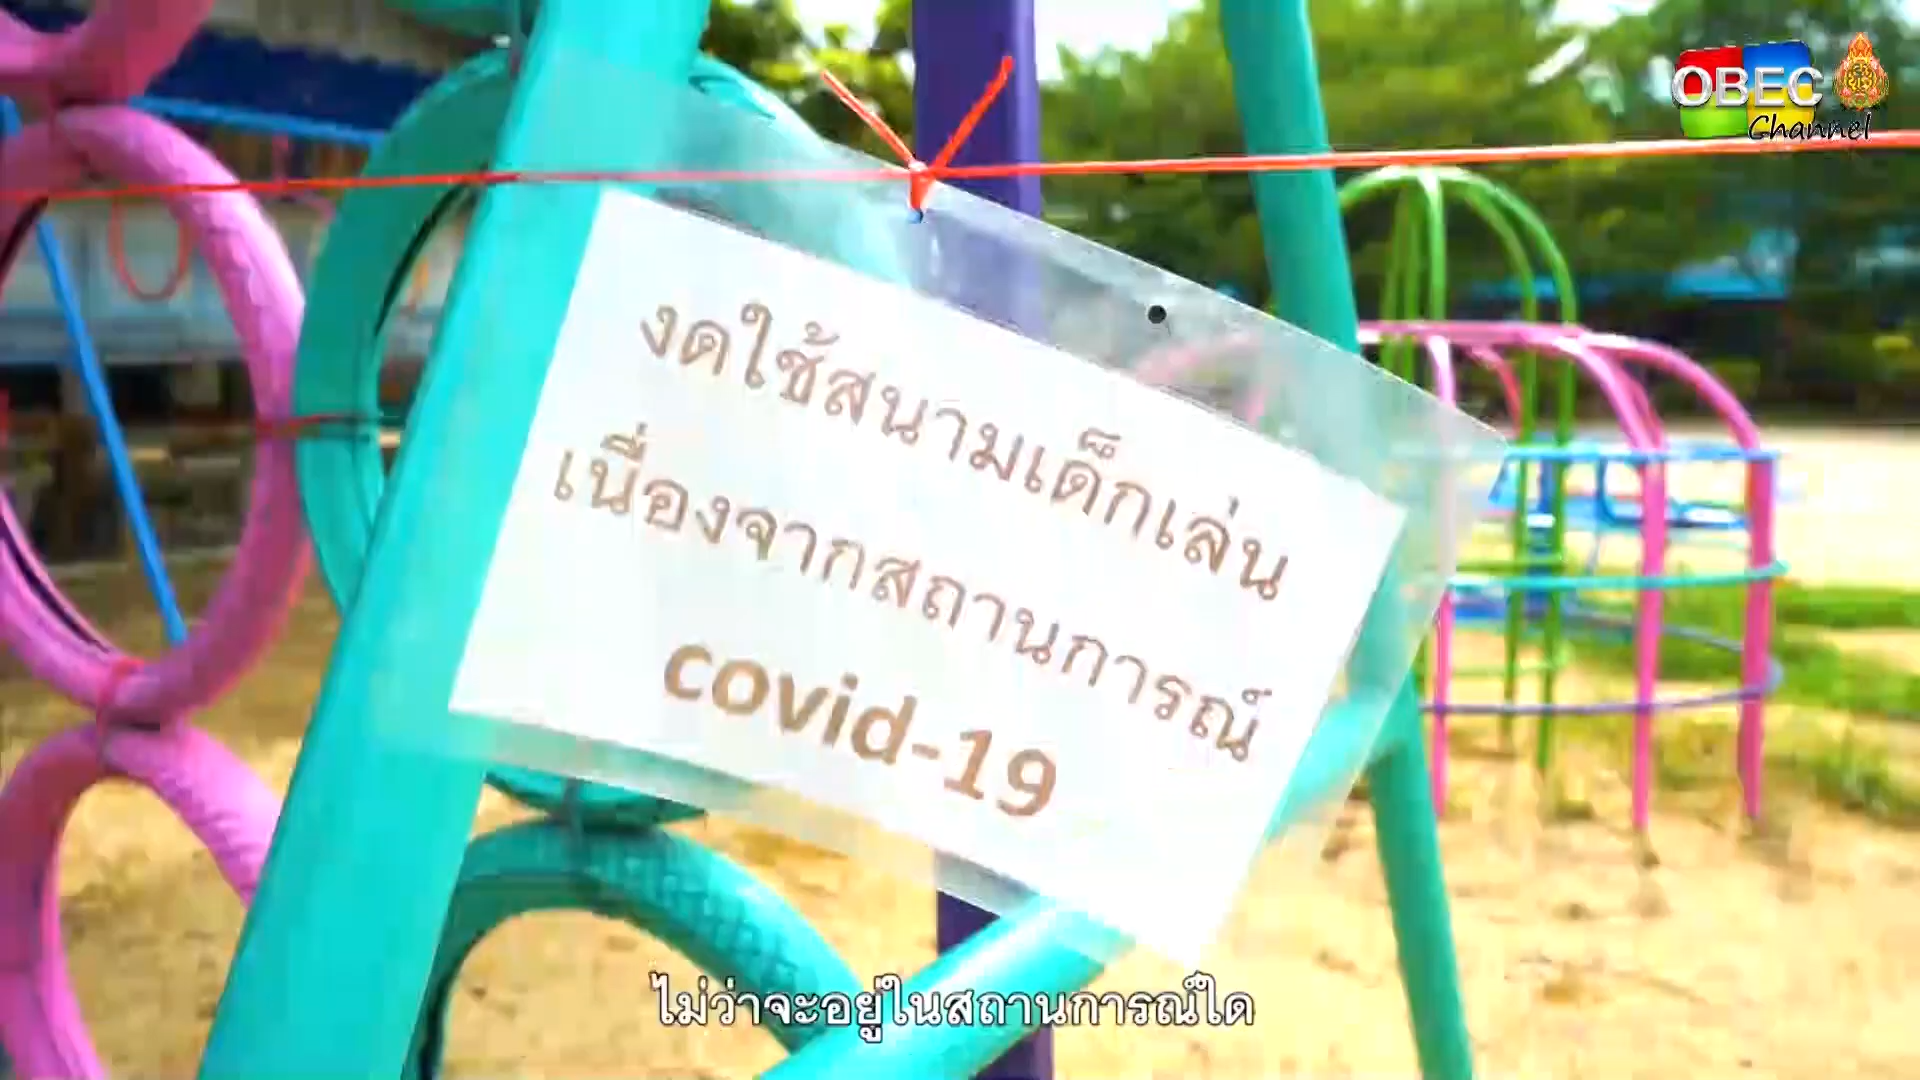 OBEC
Channel
งดใช้สนามเด็กเล่น
เนื่องจากสถานการณ์
covid-19
ไม่ว่าจะอยู่ในสถานการณ์ใด